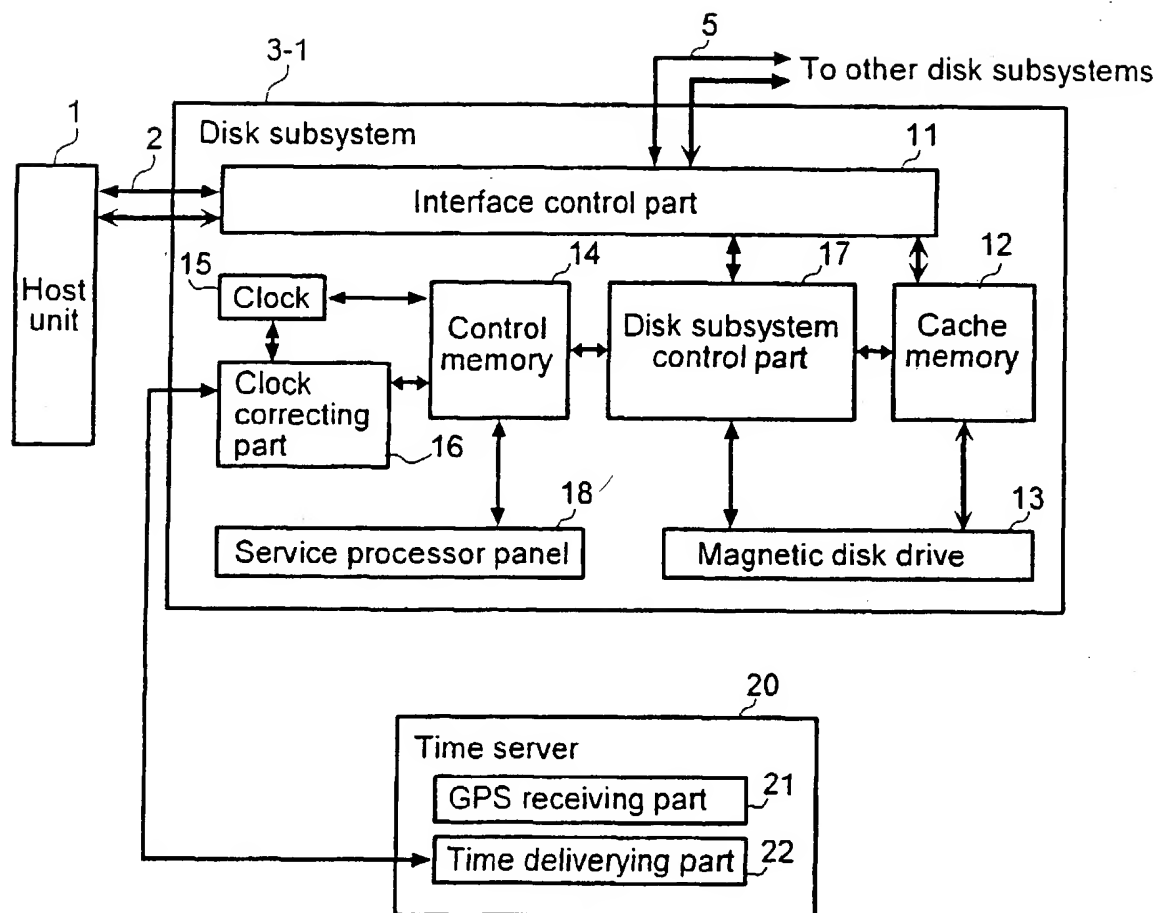 5
3-1
To other disk subsystems
1
2
Disk subsystem
11
Interface control part
15
14
17
12
Clock
Host
unit
Control
memory
Disk subsystem
control part
Cache
memory
Clock
correcting
part
16
18
13
Service processor panel
Magnetic disk drive
20
Time server
GPS receiving part
21
Time deliverying part
22